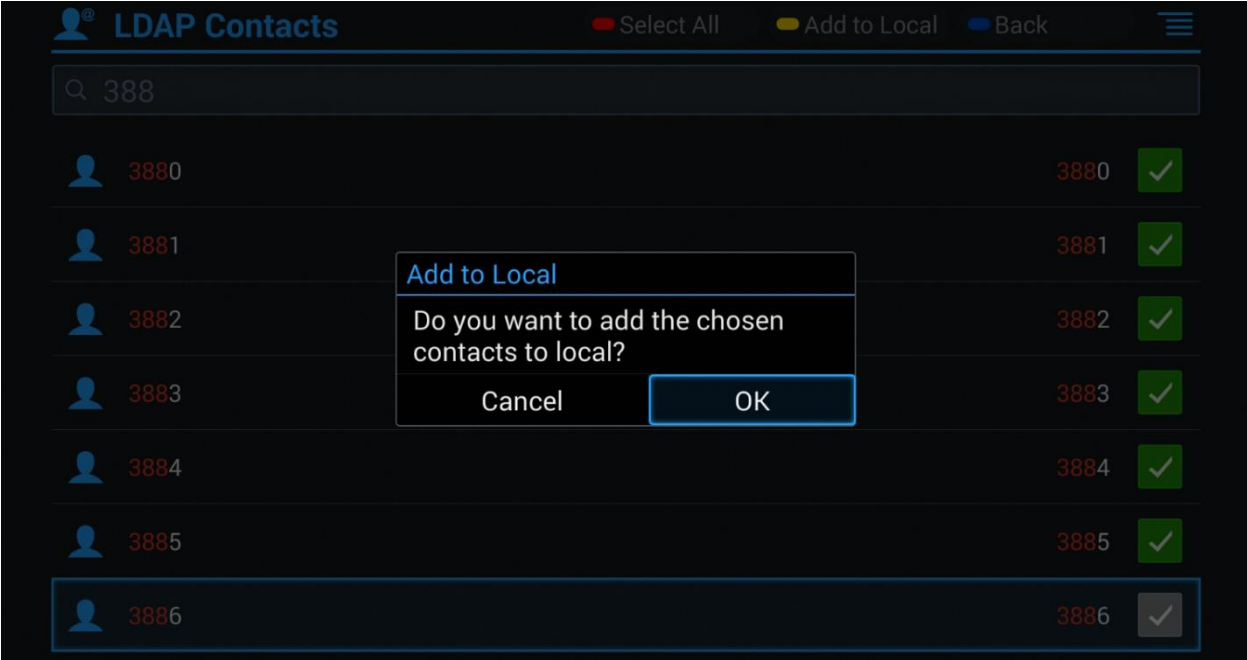 LDAP Contacts Select All Add to Local Back
388
3880 3880
3881 3881
3882 3882
3883 3883
3884 3884
3885 3885
3886 3886
Add to Local
Do you want to add the chosen
contacts to local?
Cancel OK